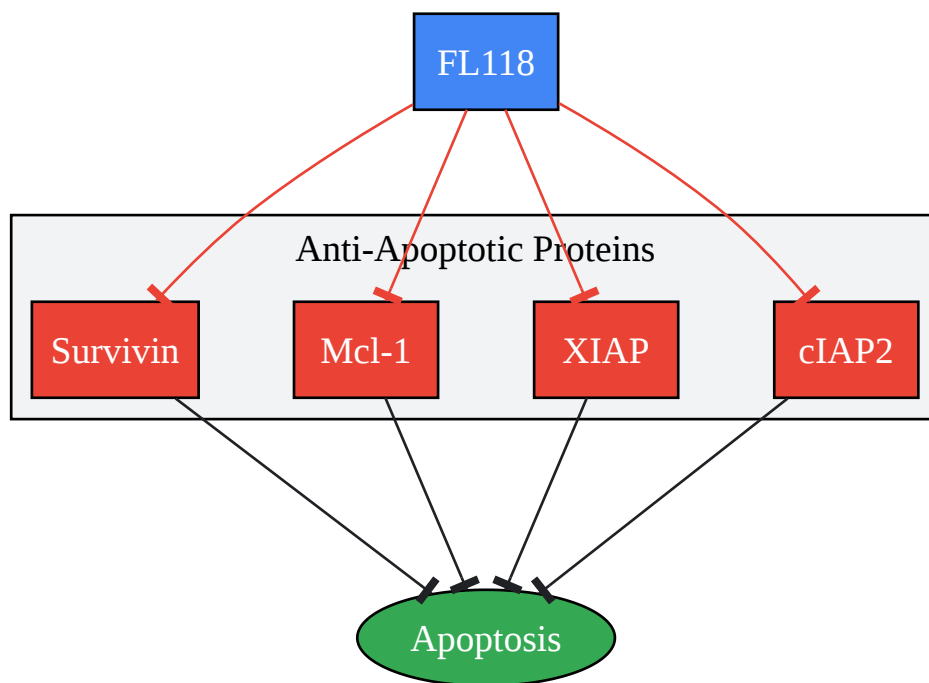 FL118
Anti-Apoptotic Proteins
Survivin
Mcl-1
XIAP
cIAP2
Apoptosis